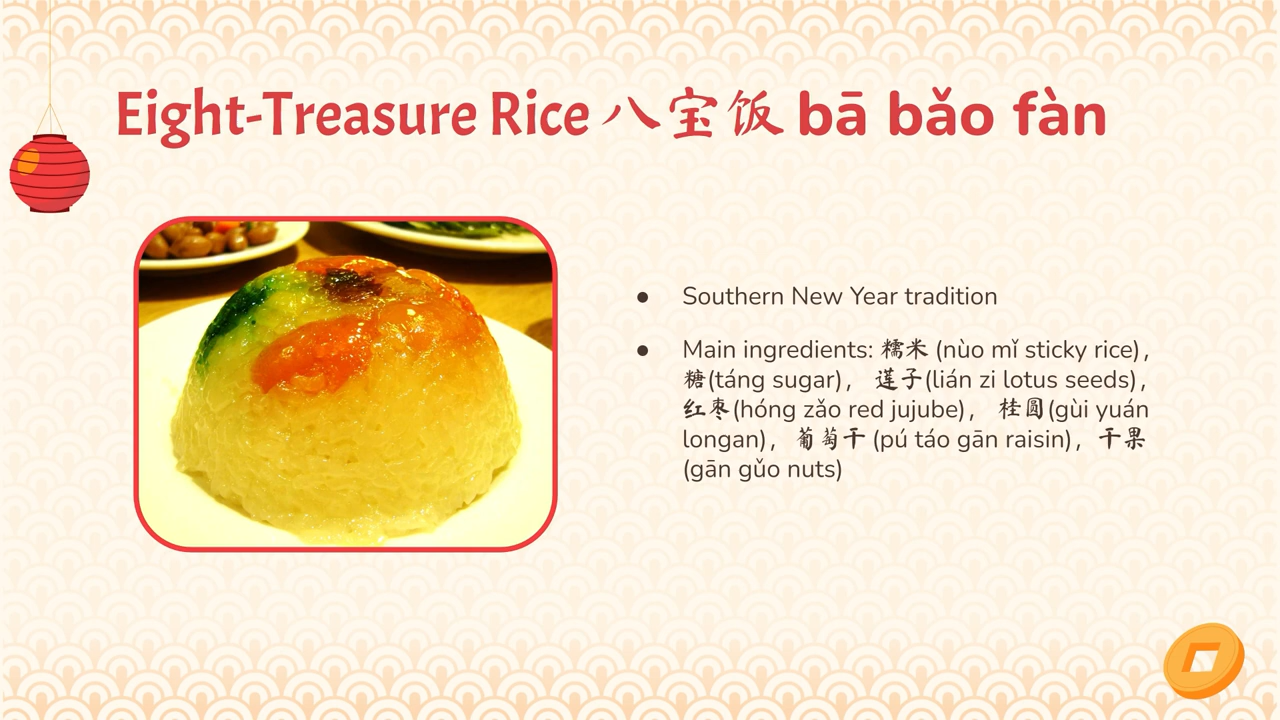 Eight-Treasure Rice 八宝饭 bā bǎo fàn
● Southern New Year tradition
● Main ingredients: 糯米 (nùo mǐ sticky rice),
糖(táng sugar), 莲子(lián zi lotus seeds),
红枣(hóng zǎo red jujube), 桂圆(gùi yuán
longan), 葡萄干 (pú táo gān raisin), 干果
(gān gǔo nuts)